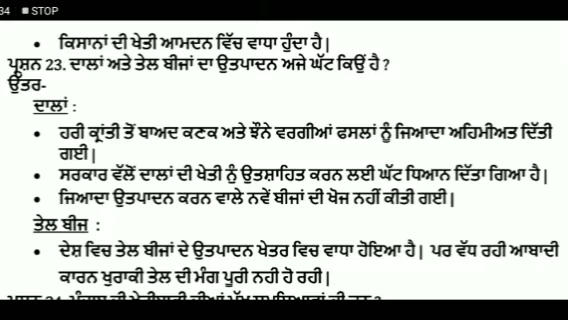 34 ■ STOP
• ਕਿਸਾਨਾਂ ਦੀ ਖੇਤੀ ਆਮਦਨ ਵਿੱਚ ਵਾਧਾ ਹੁੰਦਾ ਹੈ|
ਪ੍ਰਸ਼ਨ 23. ਦਾਲਾਂ ਅਤੇ ਤੇਲ ਬੀਜਾਂ ਦਾ ਉਤਪਾਦਨ ਅਜੇ ਘੱਟ ਕਿਉਂ ਹੈ ?
ਉੱਤਰ-
ਦਾਲਾਂ :
• ਹਰੀ ਕ੍ਰਾਂਤੀ ਤੋਂ ਬਾਅਦ ਕਣਕ ਅਤੇ ਝੌਨੇ ਵਰਗੀਆਂ ਫਸਲਾਂ ਨੂੰ ਜਿਆਦਾ ਅਹਿਮੀਅਤ ਦਿੱਤੀ
ਗਈ|
• ਸਰਕਾਰ ਵੱਲੋਂ ਦਾਲਾਂ ਦੀ ਖੇਤੀ ਨੂੰ ਉਤਸ਼ਾਹਿਤ ਕਰਨ ਲਈ ਘੱਟ ਧਿਆਨ ਦਿੱਤਾ ਗਿਆ ਹੈ|
• ਜਿਆਦਾ ਉਤਪਾਦਨ ਕਰਨ ਵਾਲੇ ਨਵੇਂ ਬੀਜਾਂ ਦੀ ਖੋਜ ਨਹੀਂ ਕੀਤੀ ਗਈ|
ਤੇਲ ਬੀਜ :
• ਦੇਸ਼ ਵਿਚ ਤੇਲ ਬੀਜਾਂ ਦੇ ਉਤਪਾਦਨ ਖੇਤਰ ਵਿਚ ਵਾਧਾ ਹੋਇਆ ਹੈ| ਪਰ ਵੱਧ ਰਹੀ ਆਬਾਦੀ
ਕਾਰਨ ਖੁਰਾਕੀ ਤੇਲ ਦੀ ਮੰਗ ਪੂਰੀ ਨਹੀ ਹੋ ਰਹੀ|